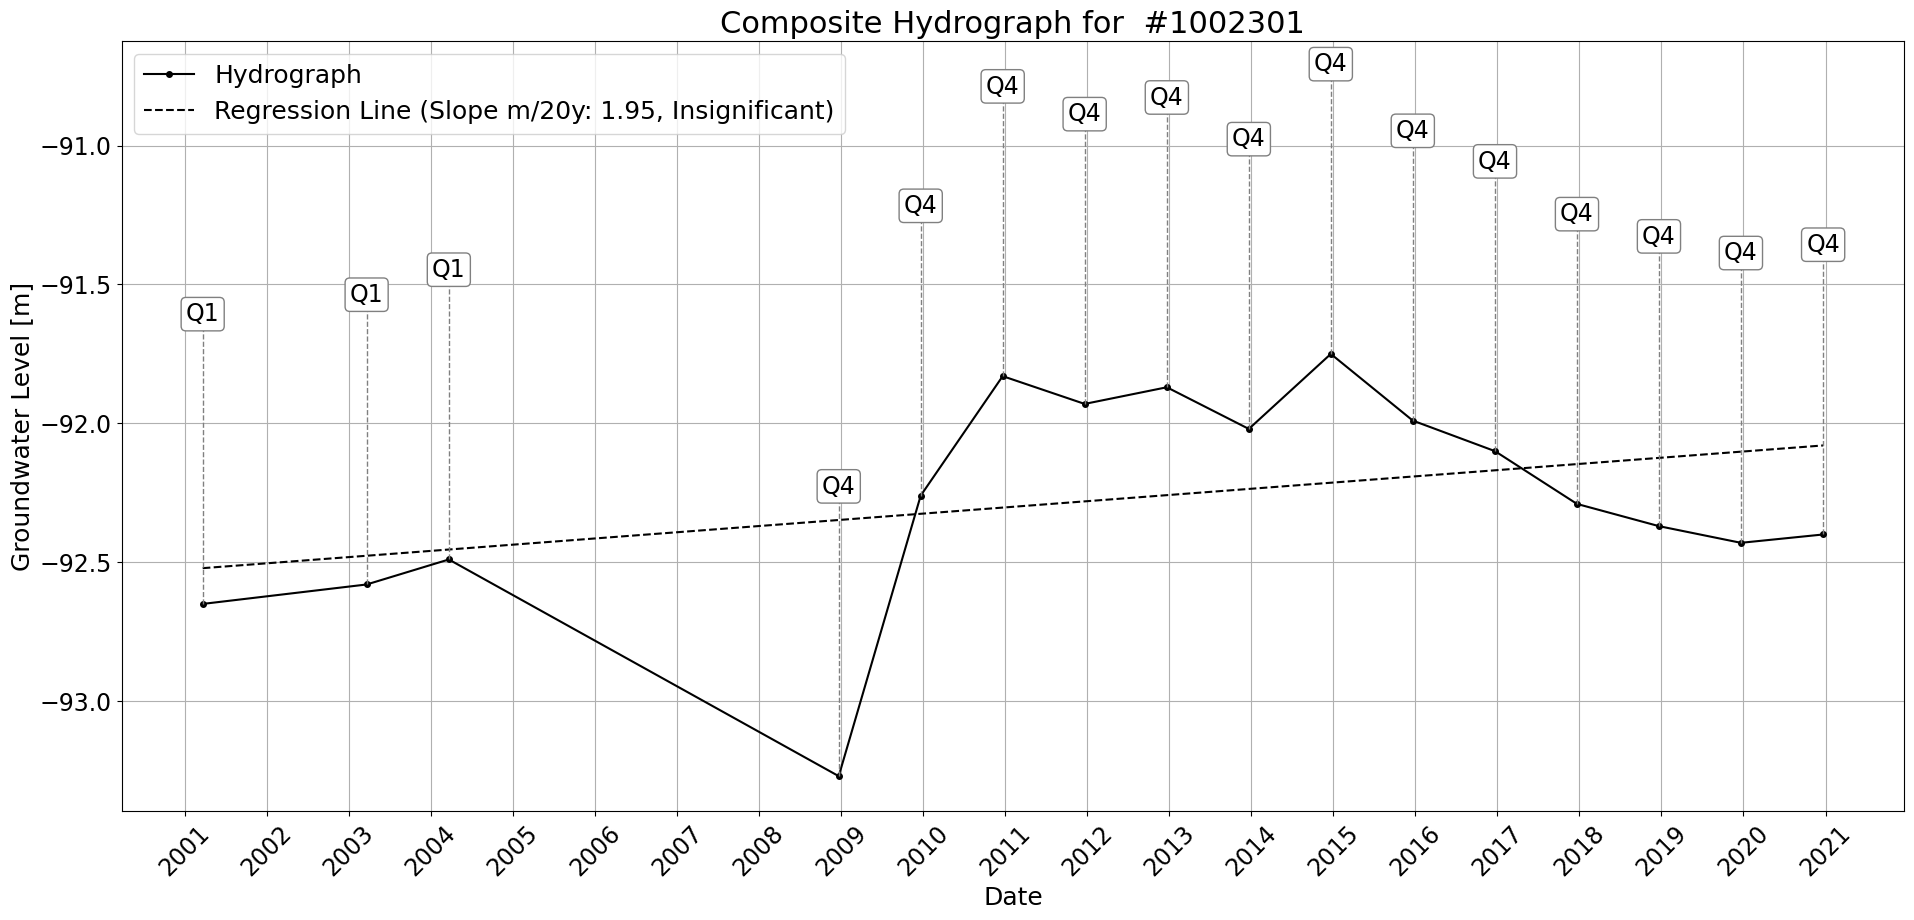 Composite Hydrograph for #1002301
Hydrograph
Regression Line (Slope m/20y: 1.95, Insignificant)
Groundwater Level [m]
−91.0
−91.5
−92.0
−92.5
−93.0
Q1
Q1
Q1
Q4
Q4
Q4
Q4
Q4
Q4
Q4
Q4
Q4
Q4
Q4
Q4
Q4
2001
2002
2003
2004
2005
2006
2007
2008
2009
2010
2011
2012
2013
2014
2015
2016
2017
2018
2019
2020
2021
Date